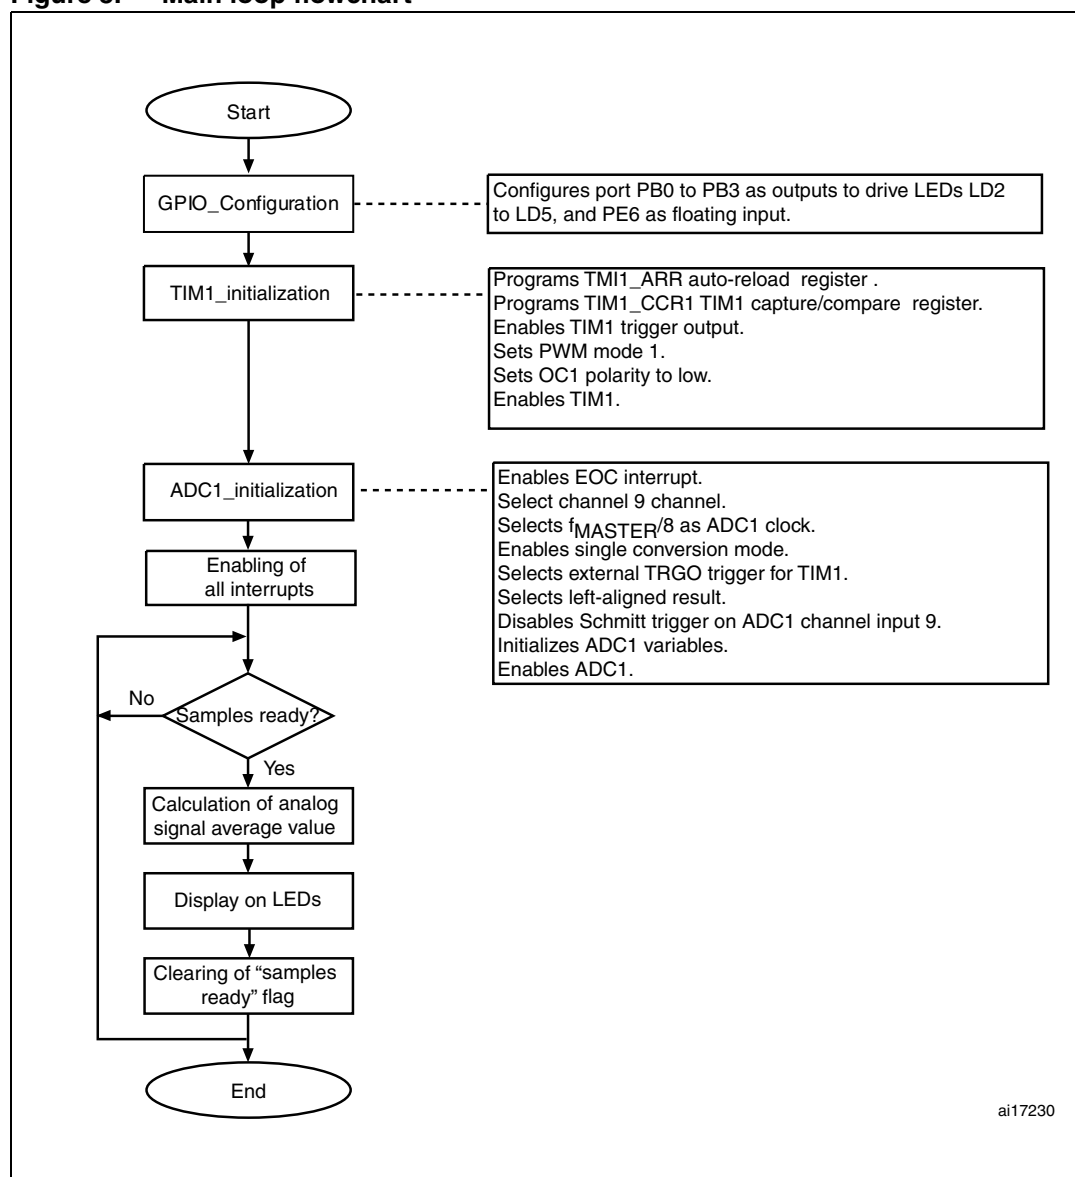 Main loop flowchart
Start
GPIO_Configuration
Configures port PB0 to PB3 as outputs to drive LEDs LD2
to LD5, and PE6 as floating input.
TIM1_initialization
Programs TMI1_ARR auto-reload register .
Programs TIM1_CCR1 TIM1 capture/compare register.
Enables TIM1 trigger output.
Sets PWM mode 1.
Sets OC1 polarity to low.
Enables TIM1.
ADC1_initialization
Enables EOC interrupt.
Select channel 9 channel.
Selects fMASTER/8 as ADC1 clock.
Enables single conversion mode.
Selects external TRGO trigger for TIM1.
Selects left-aligned result.
Disables Schmitt trigger on ADC1 channel input 9.
Initializes ADC1 variables.
Enables ADC1.
Enabling of
all interrupts
No
Samples ready?
Yes
Calculation of analog
signal average value
Display on LEDs
Clearing of “samples
ready” flag
End
ai17230